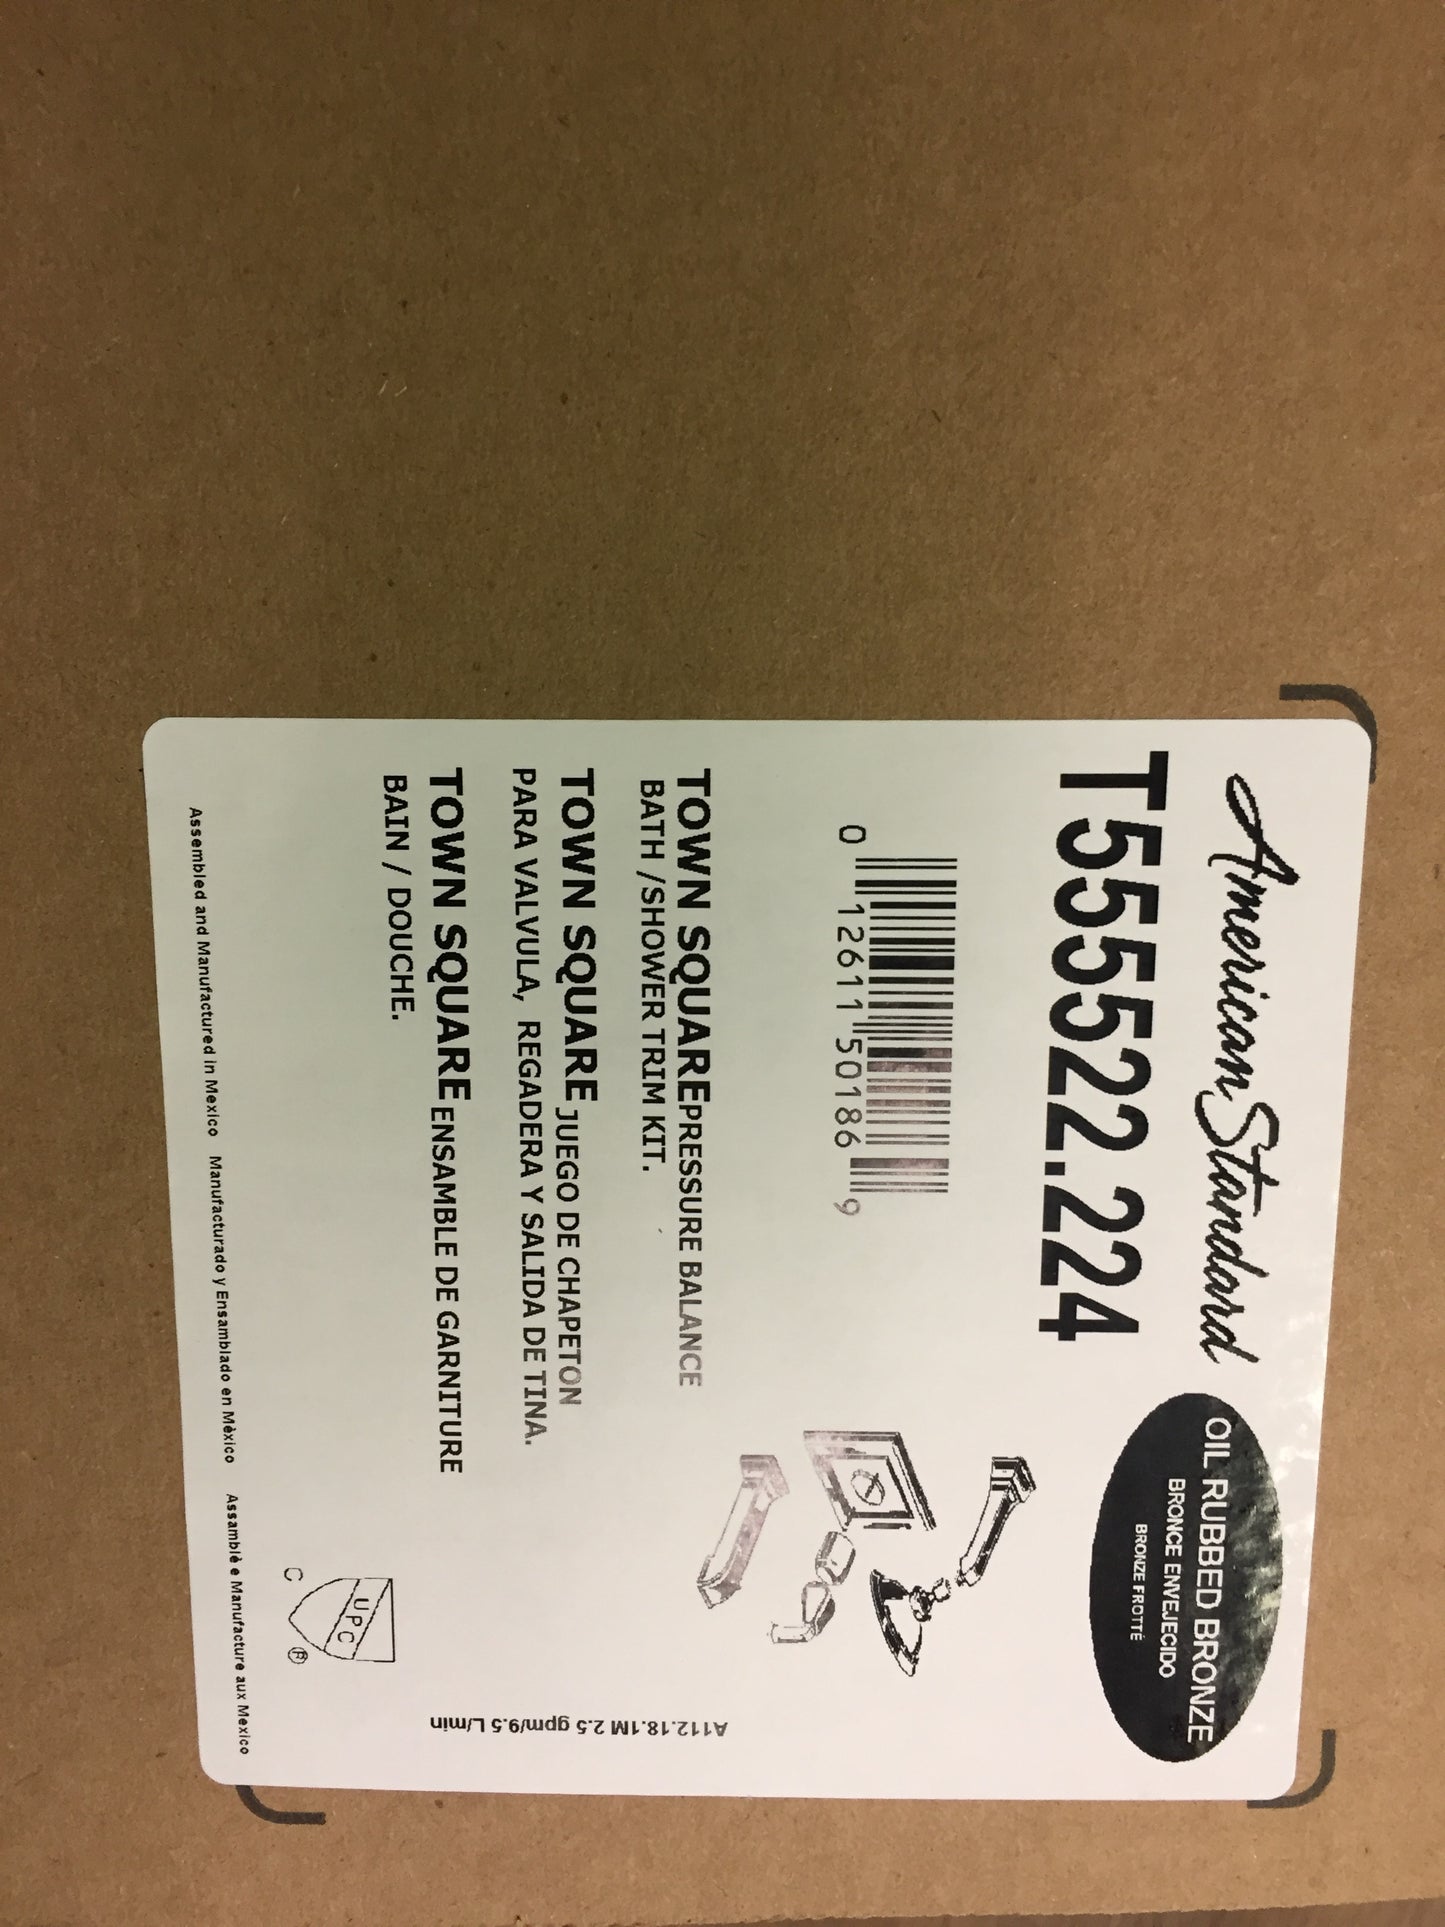 American Standard
OIL RUBBED BRONZE
BRONCE ENVEJECIDO
BRONZE FROTTÉ
T555522.224
0 12611 50186 9
TOWN SQUARE PRESSURE BALANCE
BATH /SHOWER TRIM KIT.
TOWN SQUARE JUEGO DE CHAPETON
PARA VALVULA, REGADERA Y SALIDA DE TINA.
TOWN SQUARE ENSAMBLE DE GARNITURE
BAIN / DOUCHE.
A112.18.1M 2.5 gpm/9.5 L/min
UPC
C ®
Assembled and Manufactured in Mexico Manufacturado y Ensamblado en Mèxico Assamblè e Manufacture aux Mexico